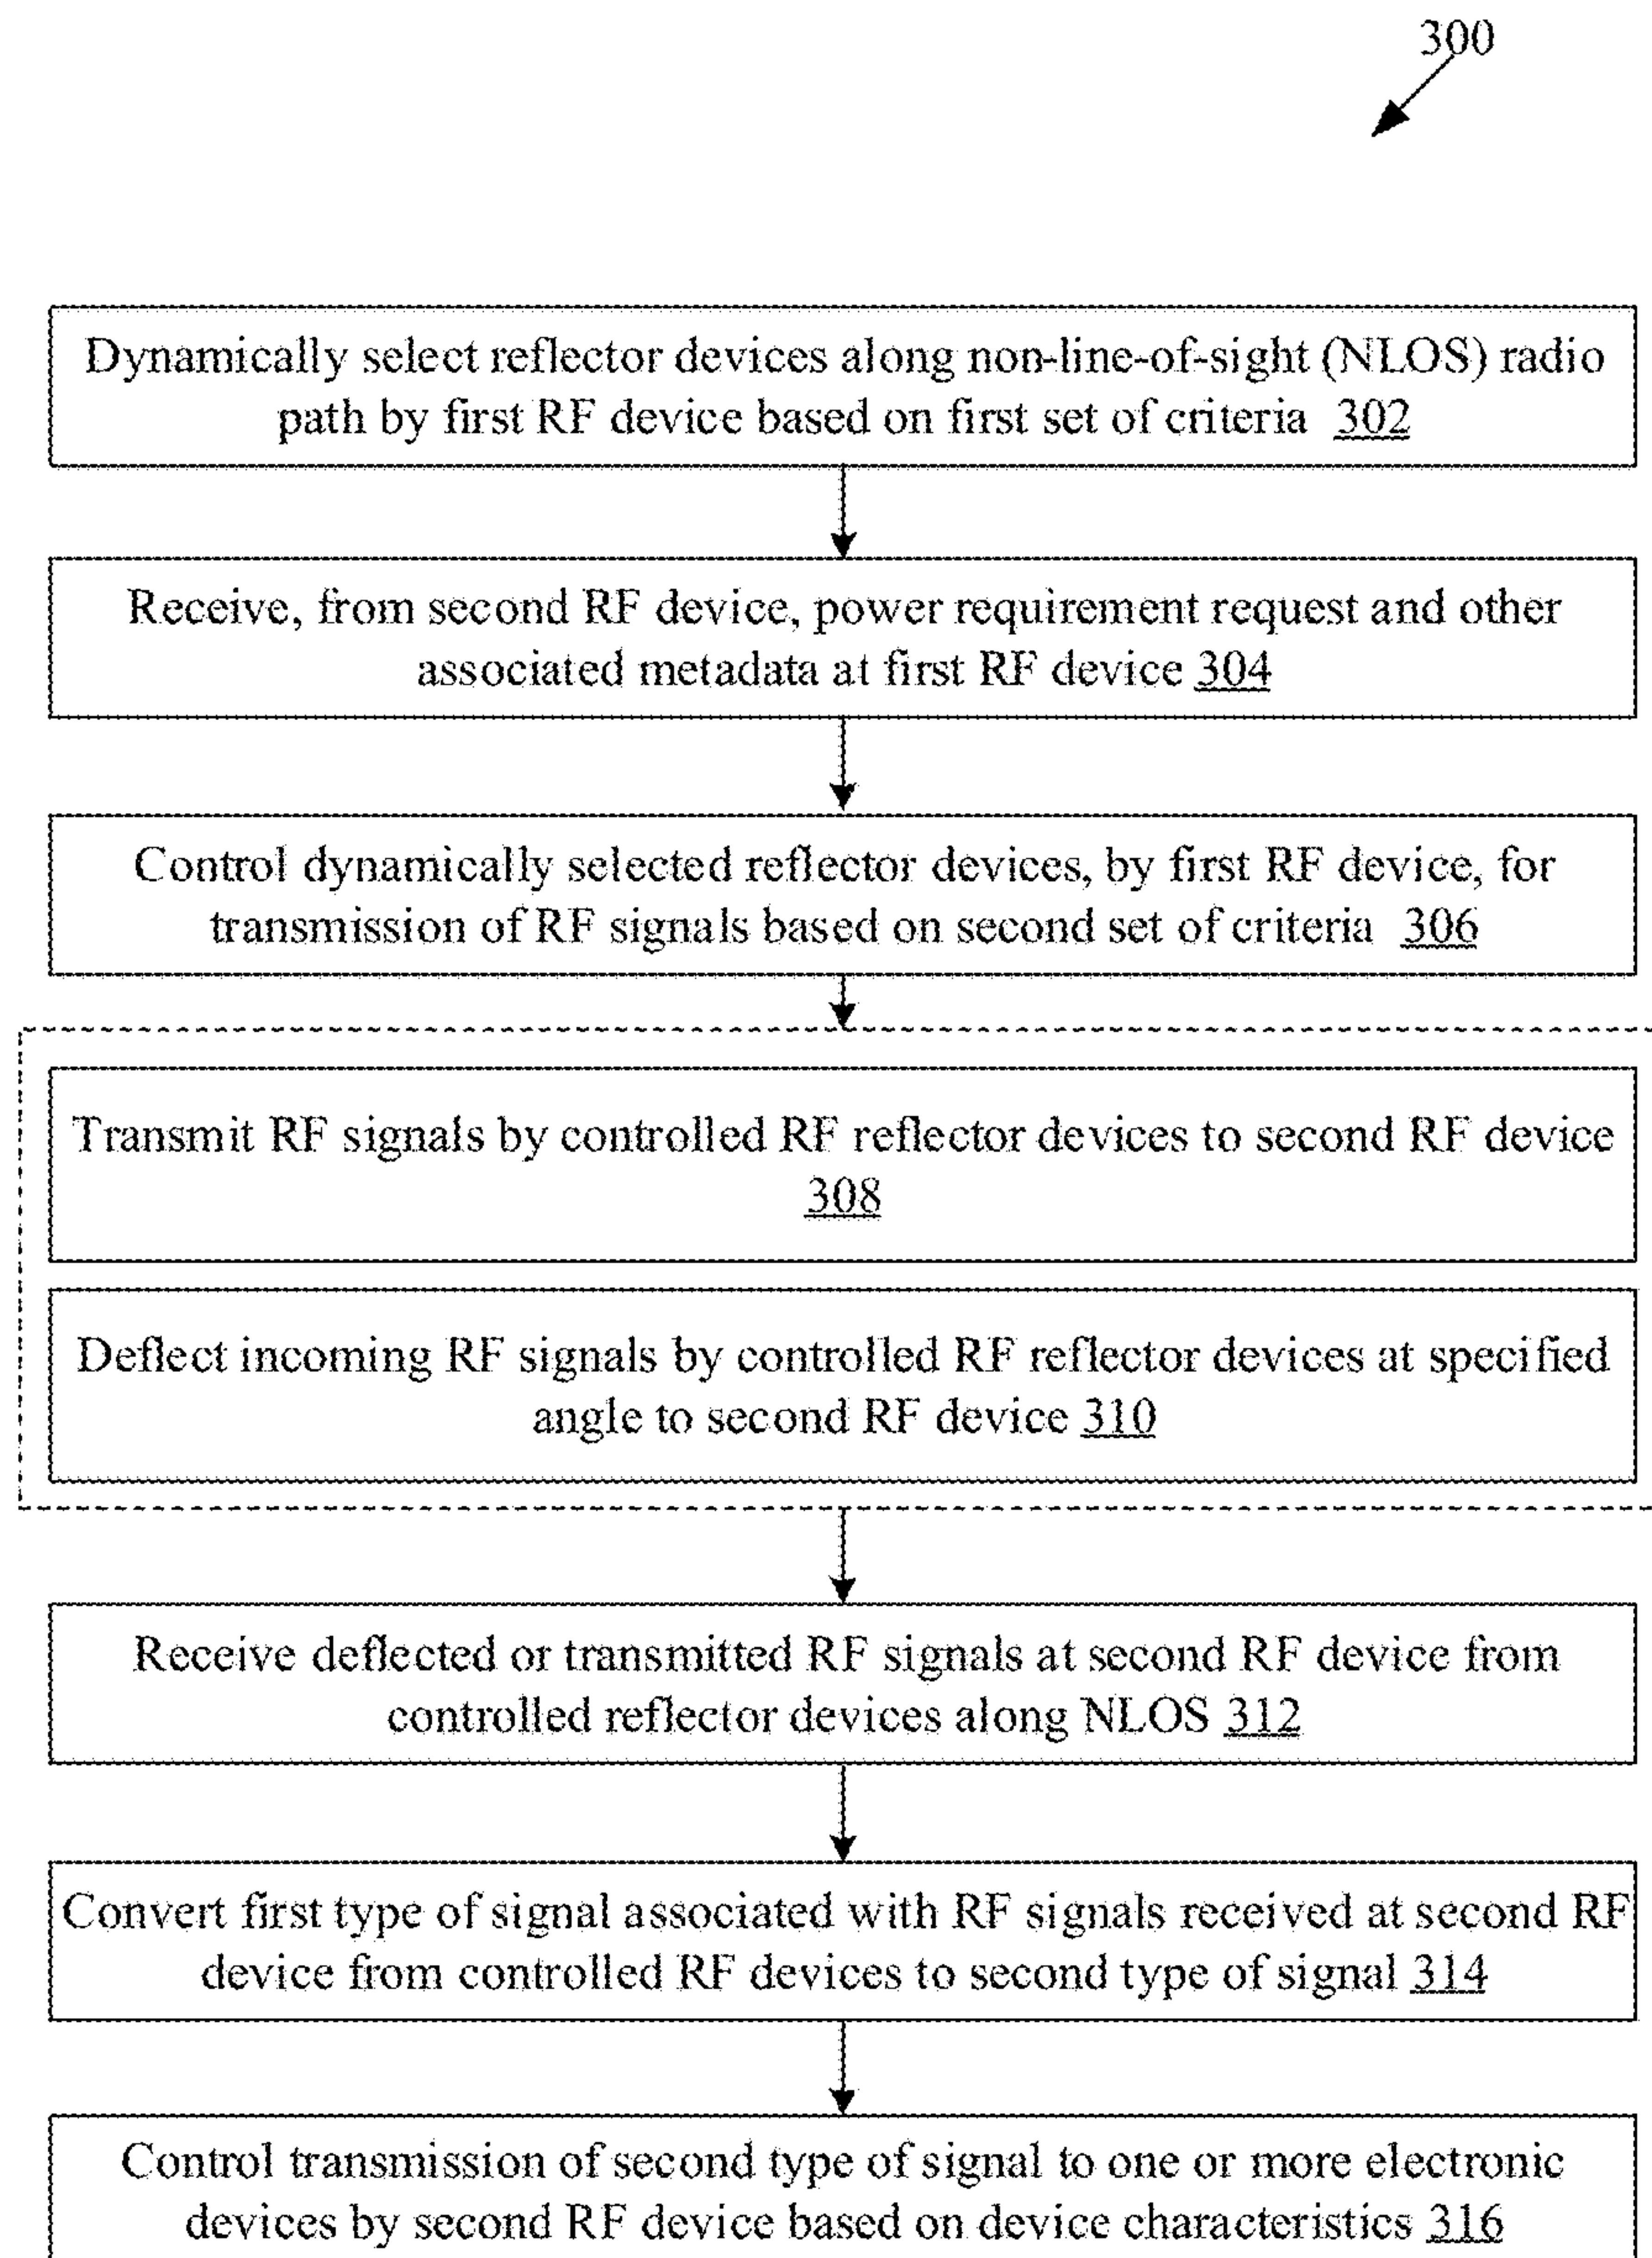 300
Dynamically select reflector devices along non-line-of-sight (NLOS) radio
path by first RF device based on first set of criteria 302
Receive, from second RF device, power requirement request and other
associated metadata at first RF device 304
Control dynamically selected reflector devices, by first RF device, for
transmission of RF signals based on second set of criteria 306
Transmit RF signals by controlled RF reflector devices to second RF device
308
Deflect incoming RF signals by controlled RF reflector devices at specified
angle to second RF device 310
Receive deflected or transmitted RF signals at second RF device from
controlled reflector devices along NLOS 312
Convert first type of signal associated with RF signals received at second RF
device from controlled RF devices to second type of signal 314
Control transmission of second type of signal to one or more electronic
devices by second RF device based on device characteristics 316